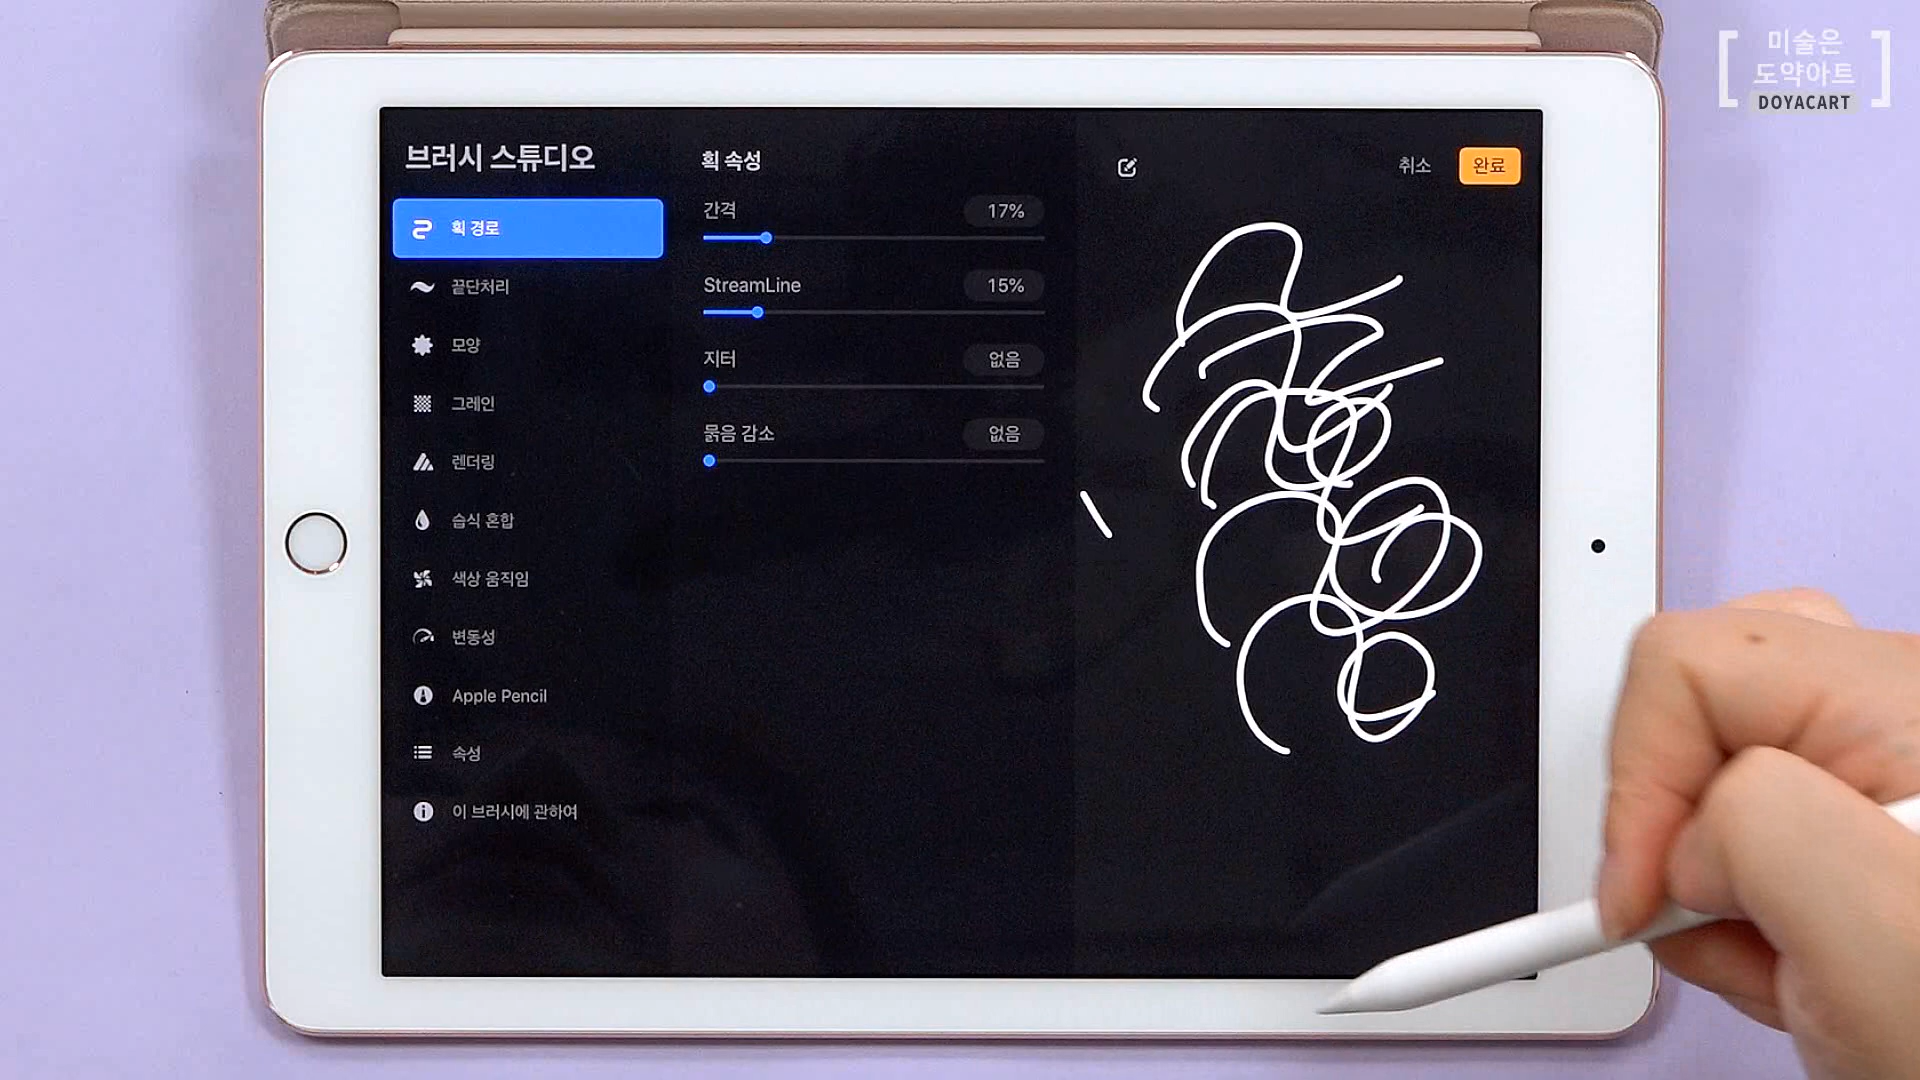 미술은
도약아트
DOYACART
브러시 스튜디오
획 경로
끝단처리
모양
그레인
렌더링
습식 혼합
색상 움직임
변동성
Apple Pencil
속성
이 브러시에 관하여
획 속성
간격
17%
StreamLine
15%
지터
없음
묽음 감소
없음
취소
완료